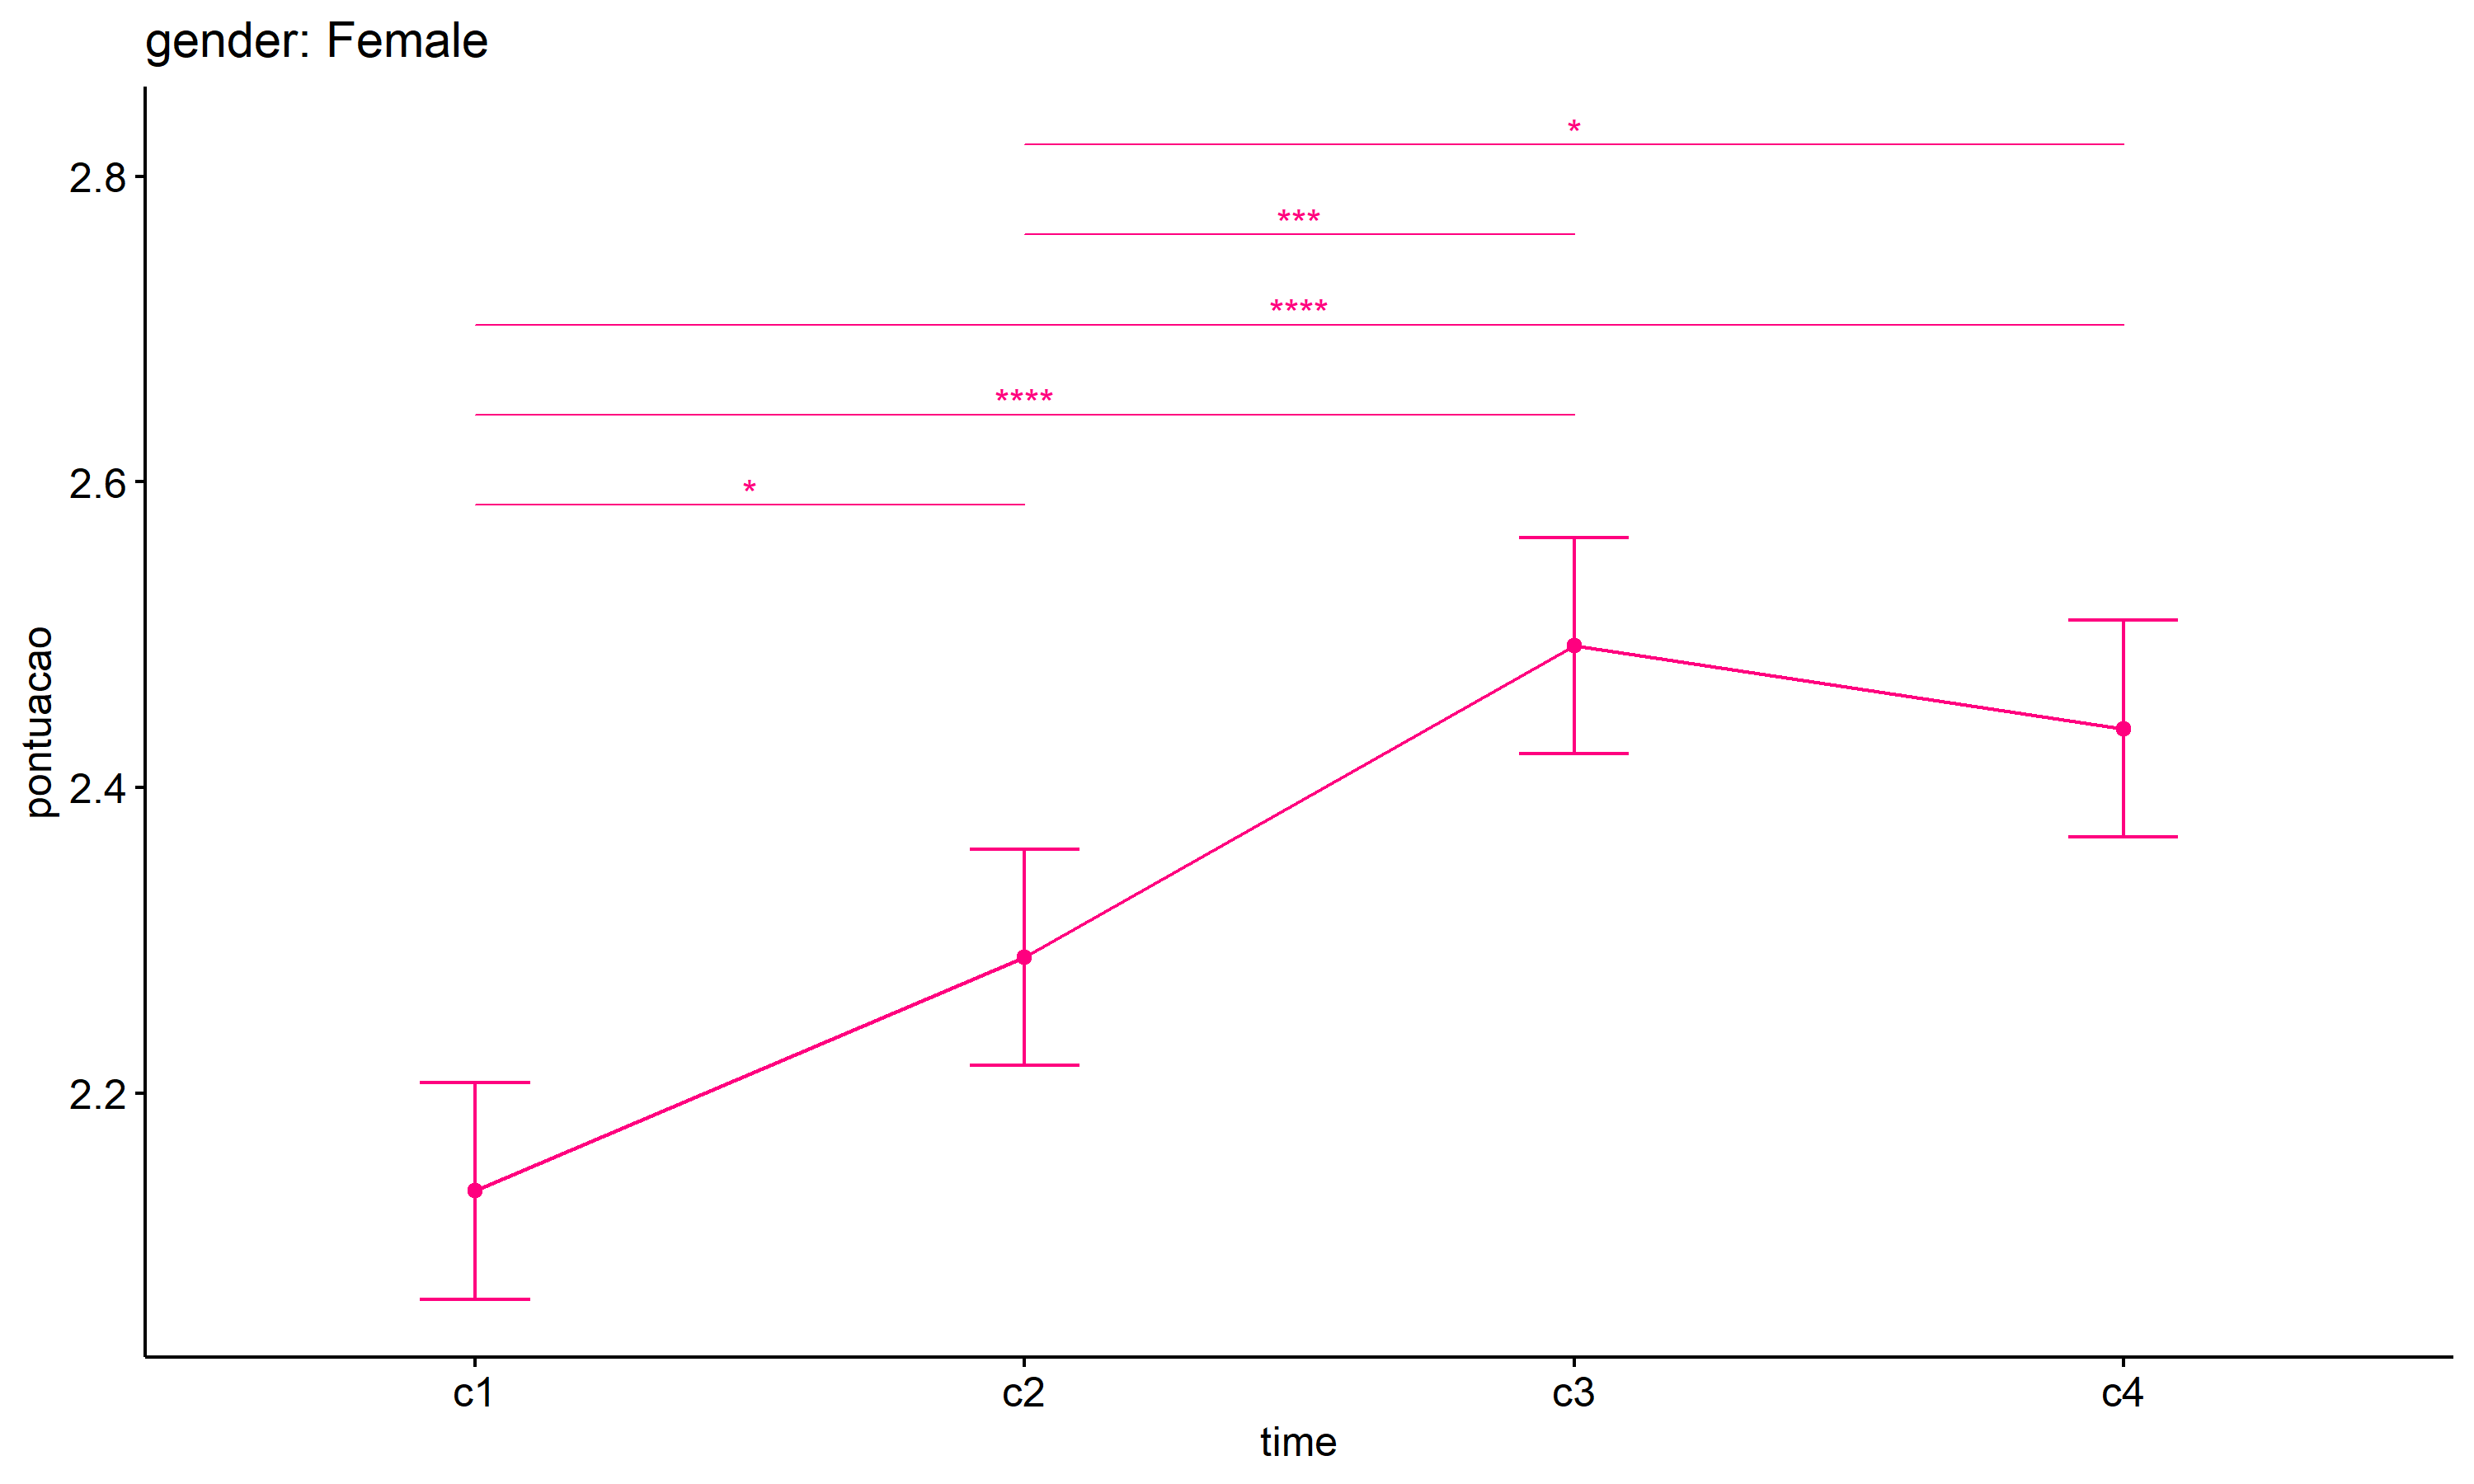 gender: Female
*
2.8
***
****
****
2.6
*
pontuacao
2.4
2.2
c1 c2 c3 c4
time